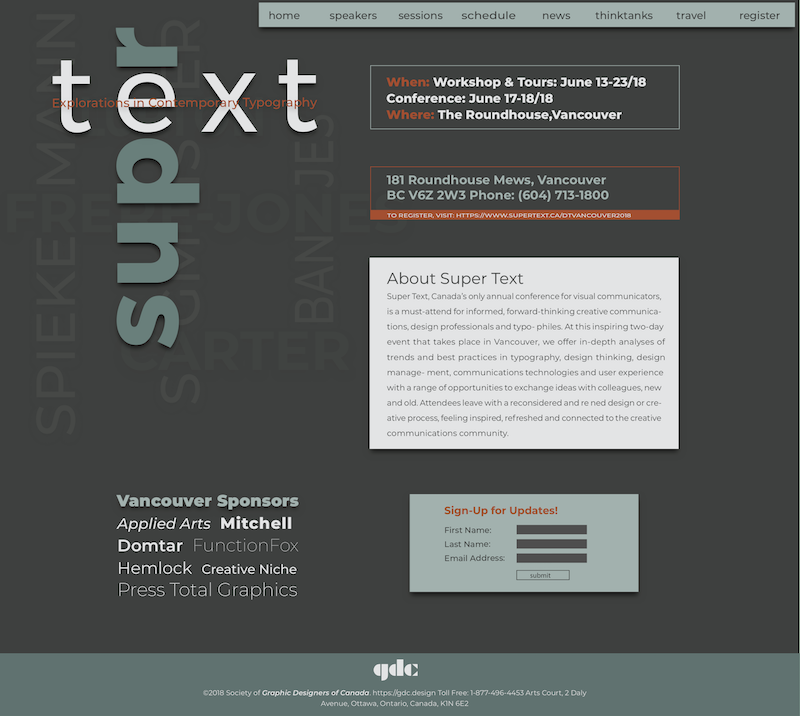 home speakers sessions schedule news thinktanks travel register
super
text
Explorations in Contemporary Typography
SPIEKERMANN
FRERE-JONES
BANTJES
CARTER
When: Workshop & Tours: June 13-23/18
Conference: June 17-18/18
Where: The Roundhouse,Vancouver
181 Roundhouse Mews, Vancouver
BC V6Z 2W3 Phone: (604) 713-1800
TO REGISTER, VISIT: HTTPS://WWW.SUPERTEXT.CA/DTVANCOUVER2018
About Super Text
Super Text, Canada's only annual conference for visual communicators,
is a must-attend for informed, forward-thinking creative communica-
tions, design professionals and typo- philes. At this inspiring two-day
event that takes place in Vancouver, we offer in-depth analyses of
trends and best practices in typography, design thinking, design
manage- ment, communications technologies and user experience
with a range of opportunities to exchange ideas with colleagues, new
and old. Attendees leave with a reconsidered and re ned design or cre-
ative process, feeling inspired, refreshed and connected to the creative
communications community.
Vancouver Sponsors
Applied Arts Mitchell
Domtar FunctionFox
Hemlock Creative Niche
Press Total Graphics
Sign-Up for Updates!
First Name:
Last Name:
Email Address:
submit
gdc
©2018 Society of Graphic Designers of Canada. https://gdc.design Toll Free: 1-877-496-4453 Arts Court, 2 Daly
Avenue, Ottawa, Ontario, Canada, K1N 6E2